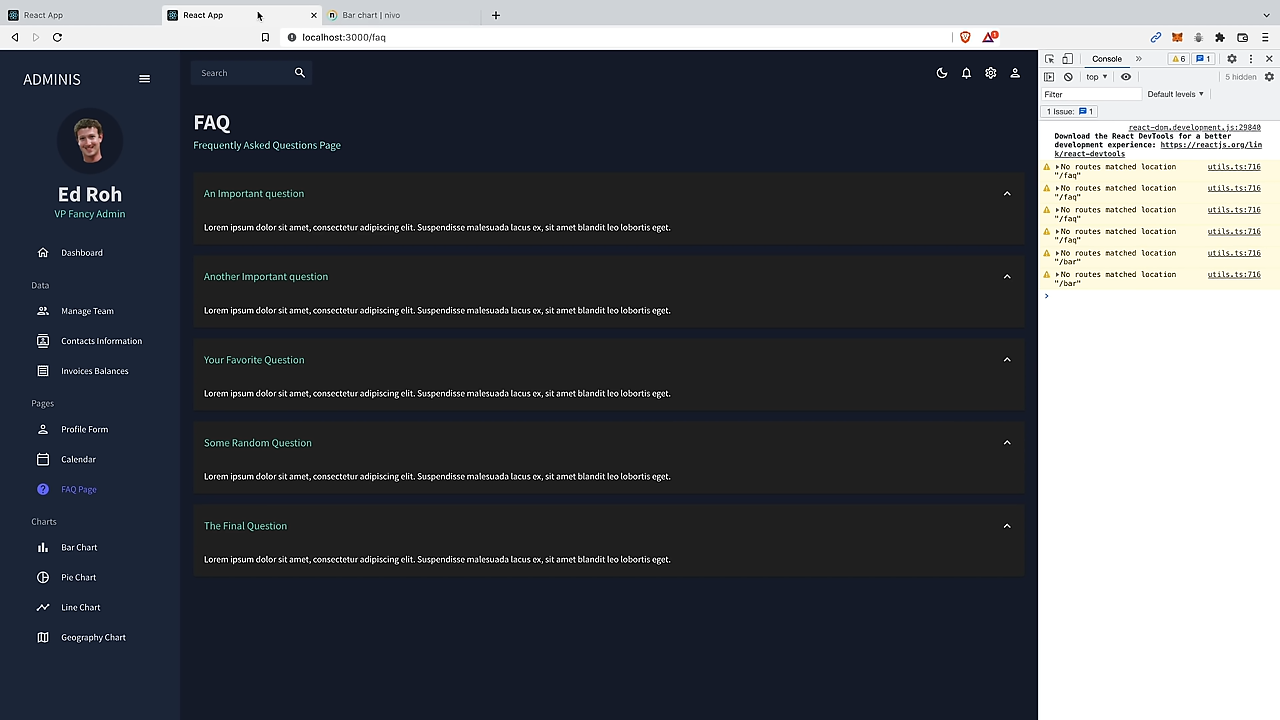 React App
React App
Bar chart | nivo
localhost:3000/faq
ADMINIS
Ed Roh
VP Fancy Admin
Dashboard
Data
Manage Team
Contacts Information
Invoices Balances
Pages
Profile Form
Calendar
FAQ Page
Charts
Bar Chart
Pie Chart
Line Chart
Geography Chart
Search
FAQ
Frequently Asked Questions Page
An Important question
Lorem ipsum dolor sit amet, consectetur adipiscing elit. Suspendisse malesuada lacus ex, sit amet blandit leo lobortis eget.
Another Important question
Lorem ipsum dolor sit amet, consectetur adipiscing elit. Suspendisse malesuada lacus ex, sit amet blandit leo lobortis eget.
Your Favorite Question
Lorem ipsum dolor sit amet, consectetur adipiscing elit. Suspendisse malesuada lacus ex, sit amet blandit leo lobortis eget.
Some Random Question
Lorem ipsum dolor sit amet, consectetur adipiscing elit. Suspendisse malesuada lacus ex, sit amet blandit leo lobortis eget.
The Final Question
Lorem ipsum dolor sit amet, consectetur adipiscing elit. Suspendisse malesuada lacus ex, sit amet blandit leo lobortis eget.
Console
6
1
top
5 hidden
Filter
Default levels
1 Issue: 1
react-dom.development.js:29840
Download the React DevTools for a better
development experience: https://reactjs.org/lin
k/react-devtools
No routes matched location utils.ts:716
"/faq"
No routes matched location utils.ts:716
"/faq"
No routes matched location utils.ts:716
"/faq"
No routes matched location utils.ts:716
"/faq"
No routes matched location utils.ts:716
"/bar"
No routes matched location utils.ts:716
"/bar"